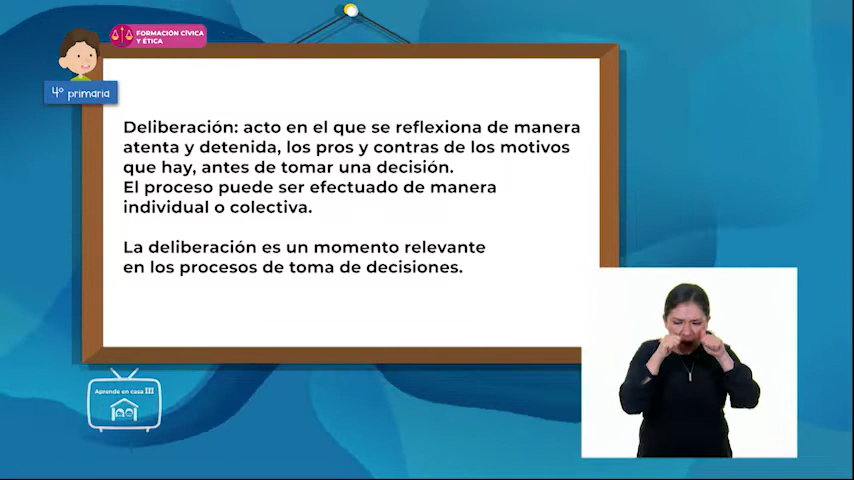 FORMACIÓN CÍVICA
Y ÉTICA
4º primaria
Deliberación: acto en el que se reflexiona de manera
atenta y detenida, los pros y contras de los motivos
que hay, antes de tomar una decisión.
El proceso puede ser efectuado de manera
individual o colectiva.
La deliberación es un momento relevante
en los procesos de toma de decisiones.
Aprende en casa III